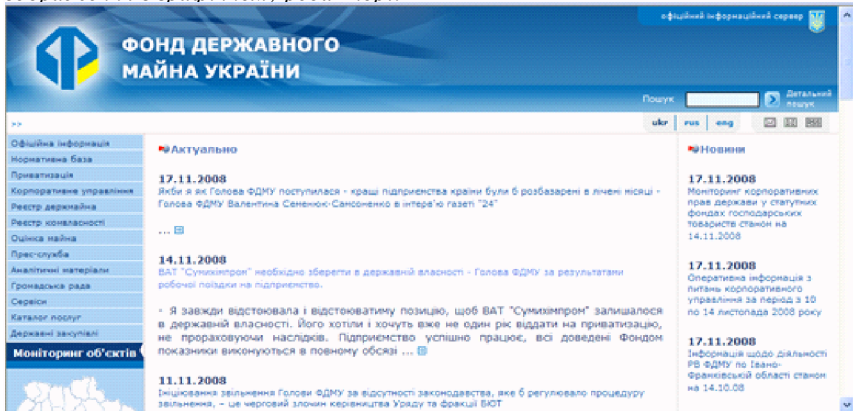 офіційний інформаційний сервер
ФОНД ДЕРЖАВНОГО
МАЙНА УКРАЇНИ
Пошук
Детальний
пошук
>>
ukr rus eng
Офіційна інформація
Нормативна база
Приватизація
Корпоративне управління
Реєстр держмайна
Реєстр комвласності
Оцінка майна
Прес-служба
Аналітичні матеріали
Громадська рада
Сервіси
Каталог послуг
Державні закупівлі
Моніторинг об'єктів
Актуально
17.11.2008
Якби я як Голова ФДМУ поступилася - кращі підприємства країни були б розбазарені в лічені місяці -
Голова ФДМУ Валентина Семенюк-Самсоненко в інтерв'ю газеті "24"
...
14.11.2008
ВАТ "Сумихімпром" необхідно зберегти в державній власності - Голова ФДМУ за результатами
робочої поїздки на підприємство.
- Я завжди відстоювала і відстоюватиму позицію, щоб ВАТ "Сумихімпром" залишалося
в державній власності. Його хотіли і хочуть вже не один рік віддати на приватизацію,
не прораховуючи наслідків. Підприємство успішно працює, всі доведені Фондом
показники виконуються в повному обсязі ...
11.11.2008
Ініціювання звільнення Голови ФДМУ за відсутності законодавства, яке б регулювало процедуру
звільнення, – це черговий злочин керівництва Уряду та фракції БЮТ
Новини
17.11.2008
Моніторинг корпоративних
прав держави у статутних
фондах господарських
товариств станом на
14.11.2008
17.11.2008
Оперативна інформація з
питань корпоративного
управління за період з 10
по 14 листопада 2008 року
17.11.2008
Інформація щодо діяльності
РВ ФДМУ по Івано-
Франківській області станом
на 14.10.08